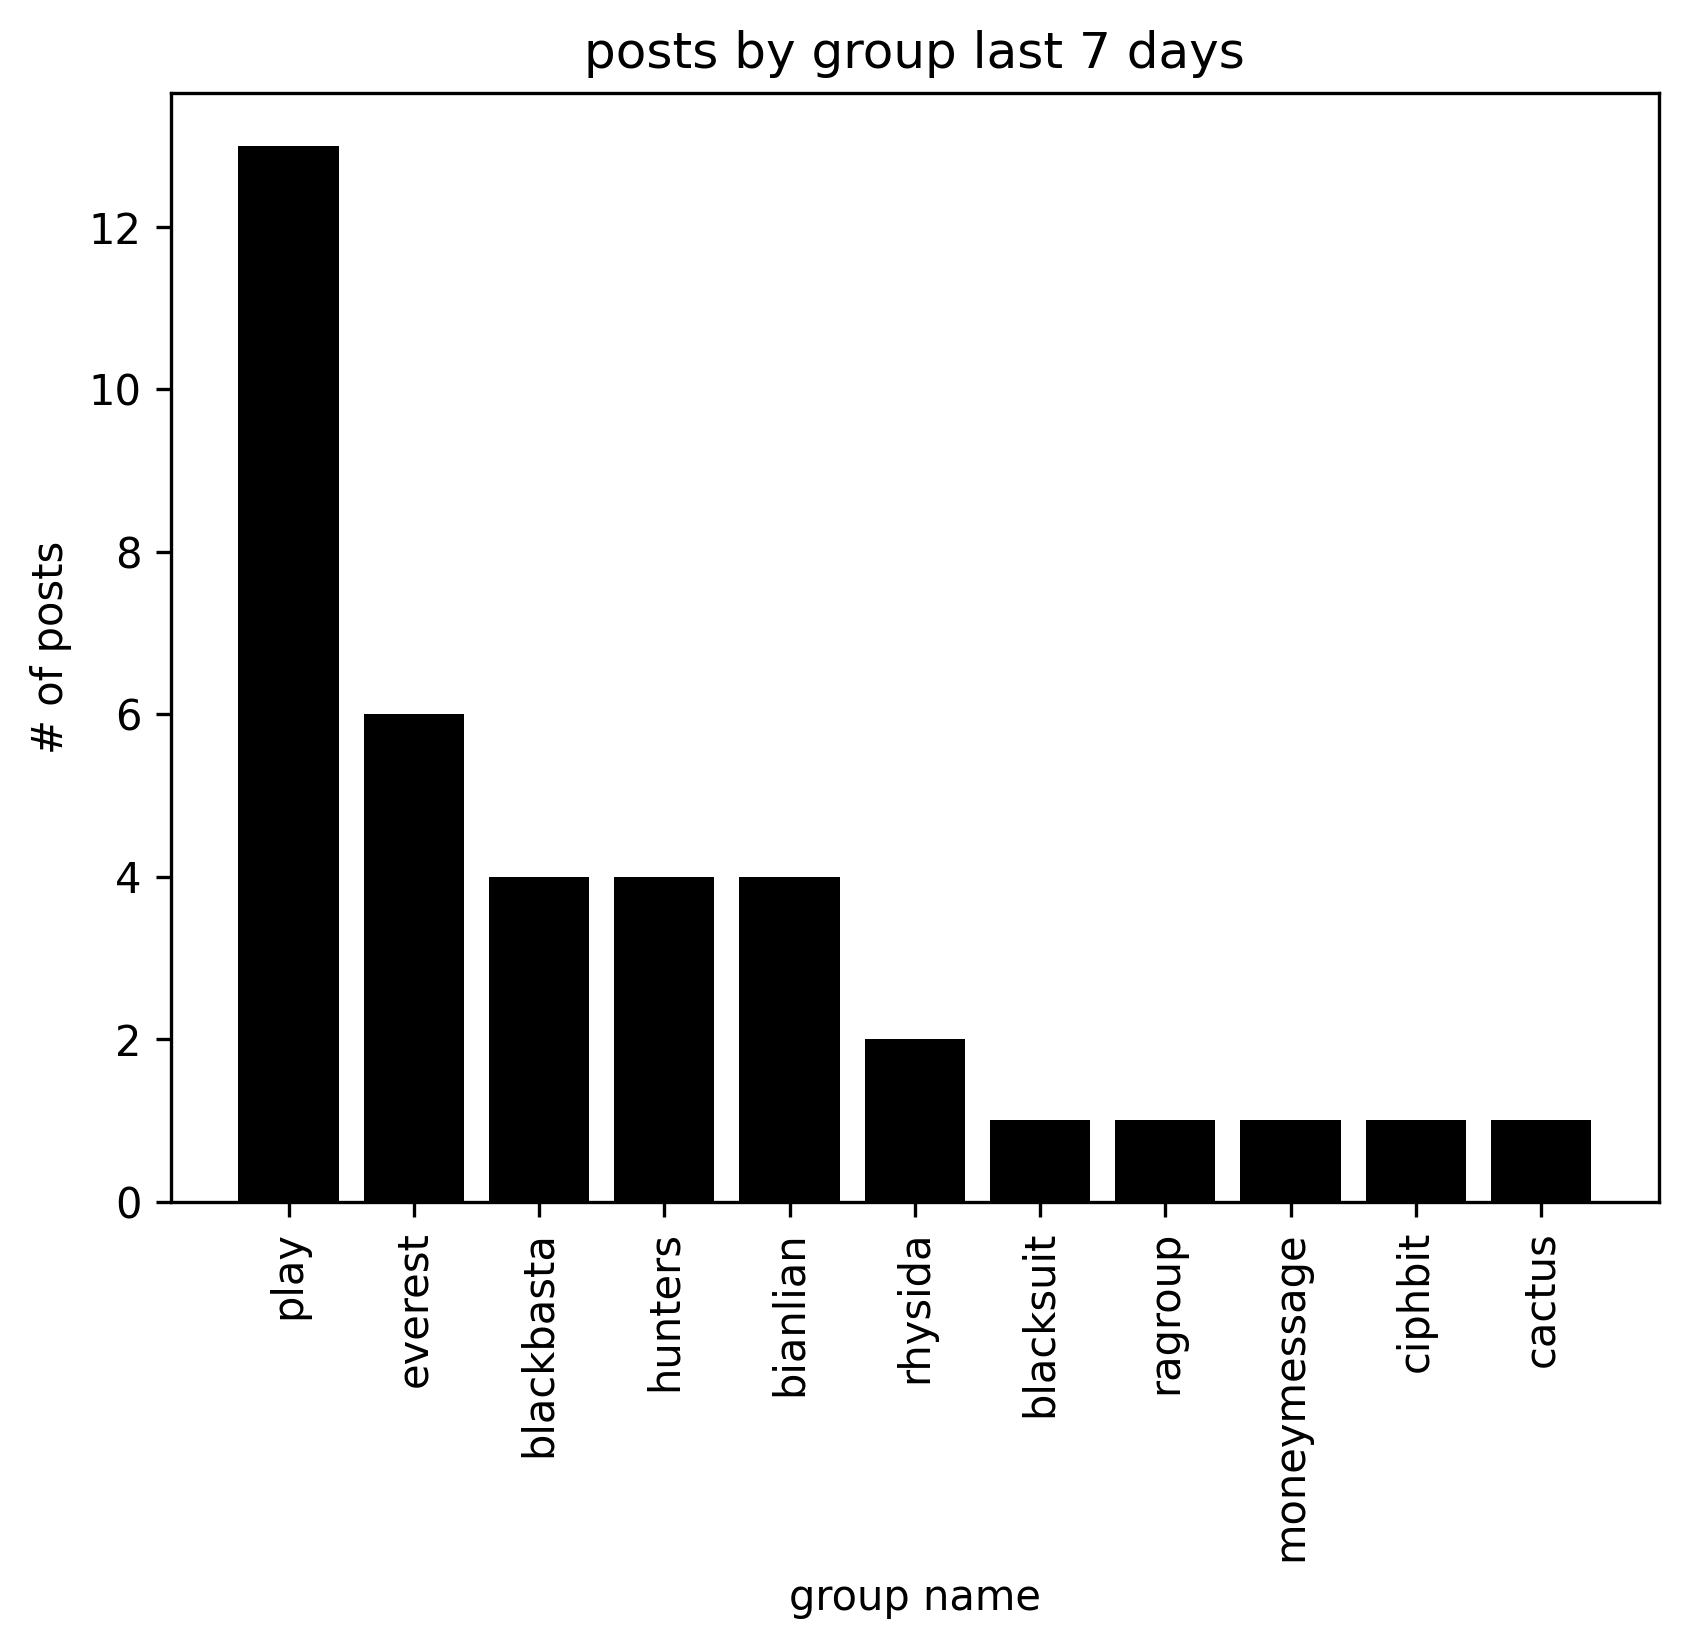 posts by group last 7 days
# of posts
12
10
8
6
4
2
0
play
everest
blackbasta
hunters
bianlian
rhysida
blacksuit
ragroup
moneymessage
ciphbit
cactus
group name